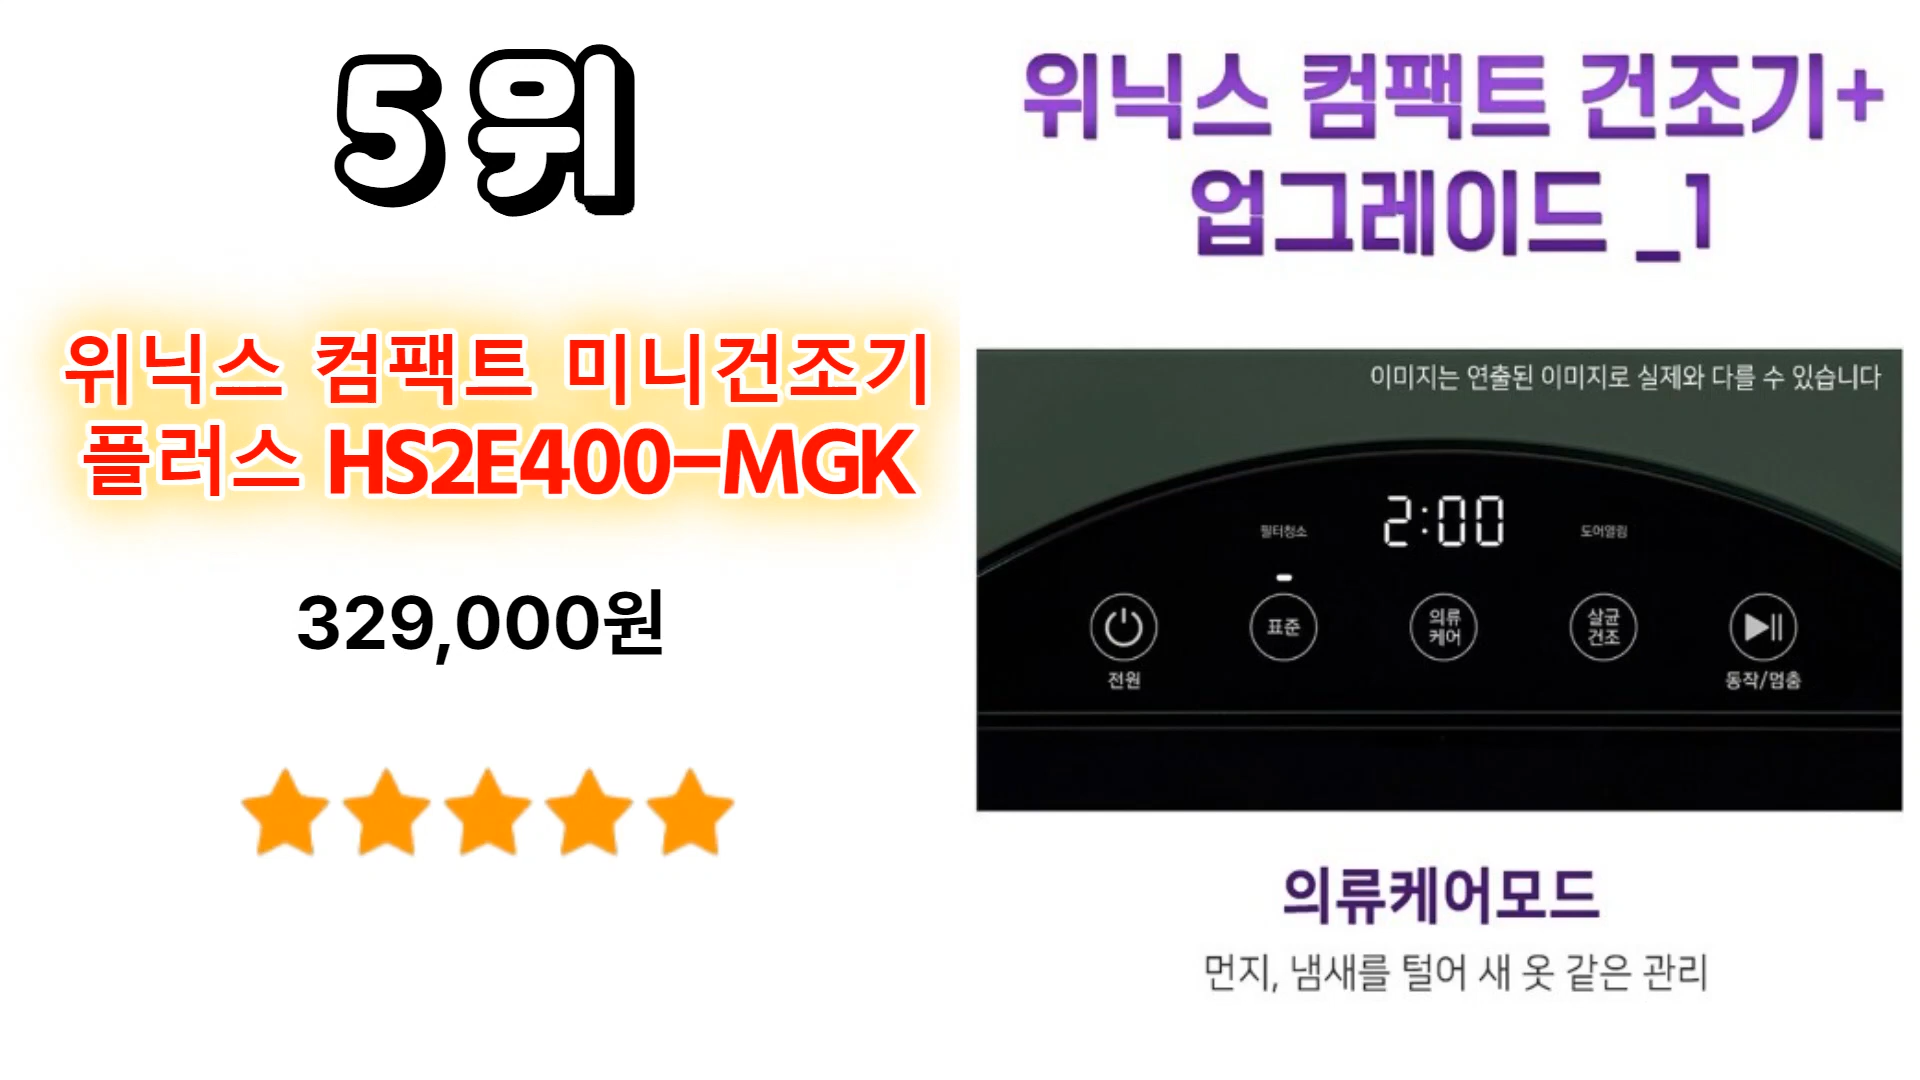 5위
위닉스 컴팩트 미니건조기
플러스 HS2E400-MGK
329,000원
위닉스 컴팩트 건조기+
업그레이드 _1
이미지는 연출된 이미지로 실제와 다를 수 있습니다
필터청소
2:00
도어열림
표준
의류
케어
살균
건조
전원
동작/멈춤
의류케어모드
먼지, 냄새를 털어 새 옷 같은 관리